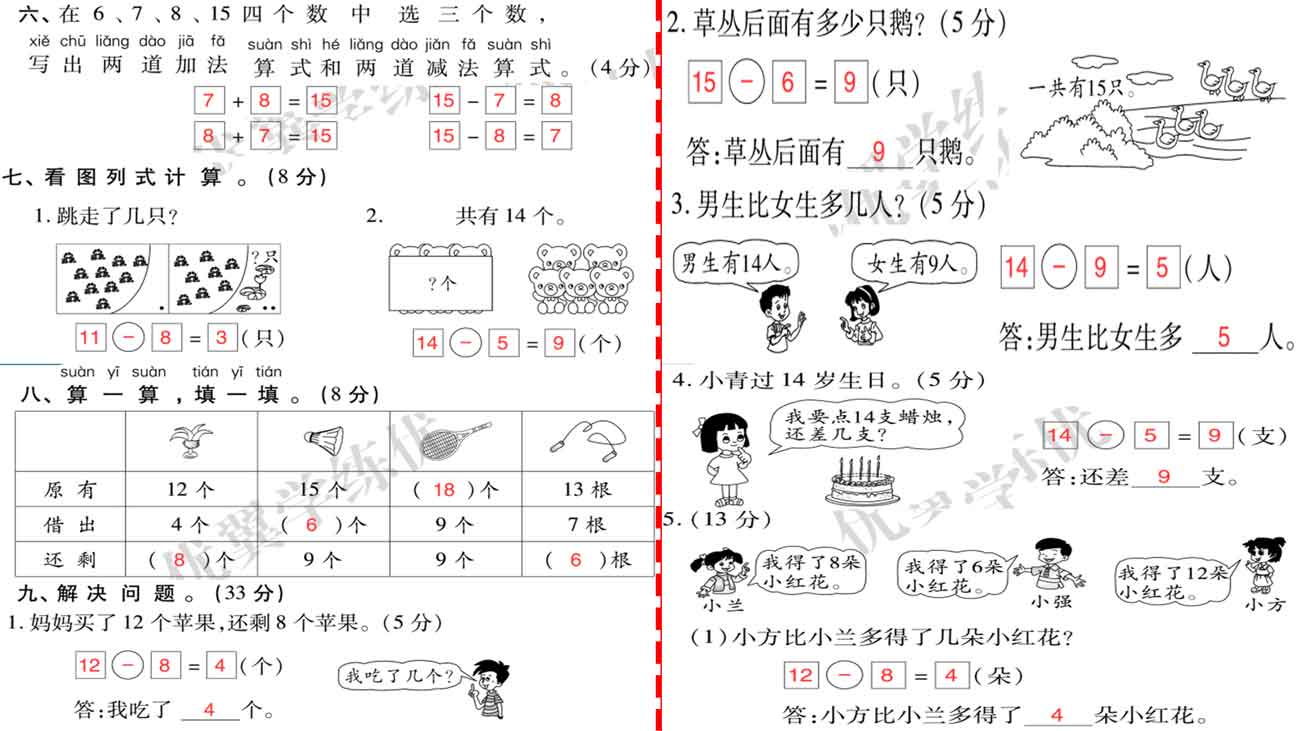 六、在 6 、7 、8 、15 四 个 数 中 选 三 个 数 ，
xiě chū liǎng dào jiā fǎ suàn shì hé liǎng dào jiǎn fǎ suàn shì
写 出 两 道 加 法 算 式 和 两 道 减 法 算 式 。(4 分)
7 + 8 = 15 15 - 7 = 8
8 + 7 = 15 15 - 8 = 7
七、看 图 列 式 计 算 。(8 分)
1. 跳走了几只?
2. 共有 14 个。
?只
?个
11 - 8 = 3 (只)
14 - 5 = 9 (个)
suàn yī suàn tián yī tián
八、算 一 算 ,填 一 填 。(8 分)
原 有 12 个 15 个 ( 18 )个 13 根
借 出 4 个 ( 6 )个 9 个 7 根
还 剩 ( 8 )个 9 个 9 个 ( 6 )根
九、解 决 问 题 。(33 分)
1. 妈妈买了 12 个苹果,还剩 8 个苹果。(5 分)
12 - 8 = 4 (个)
我吃了几个?
答:我吃了 4 个。
2. 草丛后面有多少只鹅?(5 分)
15 - 6 = 9 (只)
一共有15只。
答:草丛后面有 9 只鹅。
3. 男生比女生多几人?(5 分)
男生有14人。
女生有9人。
14 - 9 = 5 (人)
答:男生比女生多 5 人。
4. 小青过 14 岁生日。(5 分)
我要点14支蜡烛,
还差几支?
14 - 5 = 9 (支)
答:还差 9 支。
5. (13 分)
我得了8朵
小红花。
小兰
我得了6朵
小红花。
小强
我得了12朵
小红花。
小方
(1)小方比小兰多得了几朵小红花?
12 - 8 = 4 (朵)
答:小方比小兰多得了 4 朵小红花。
优翼学练优